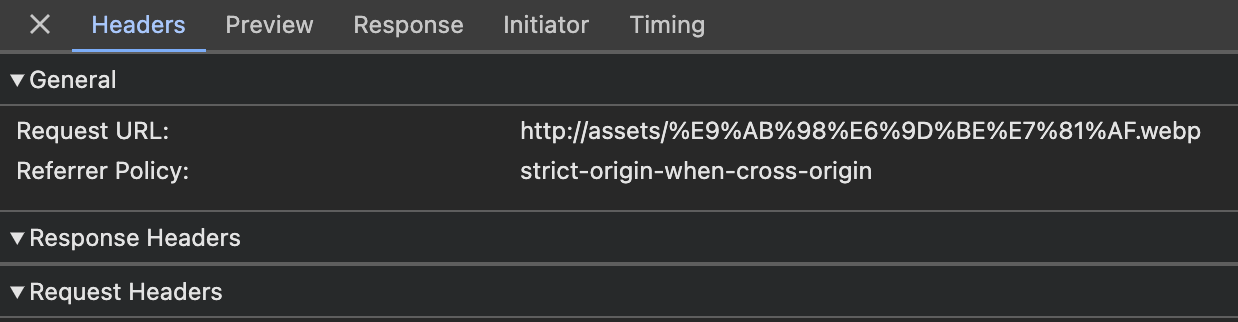 Headers Preview Response Initiator Timing
General
Request URL: http://assets/%E9%AB%98%E6%9D%BE%E7%81%AF.webp
Referrer Policy: strict-origin-when-cross-origin
Response Headers
Request Headers